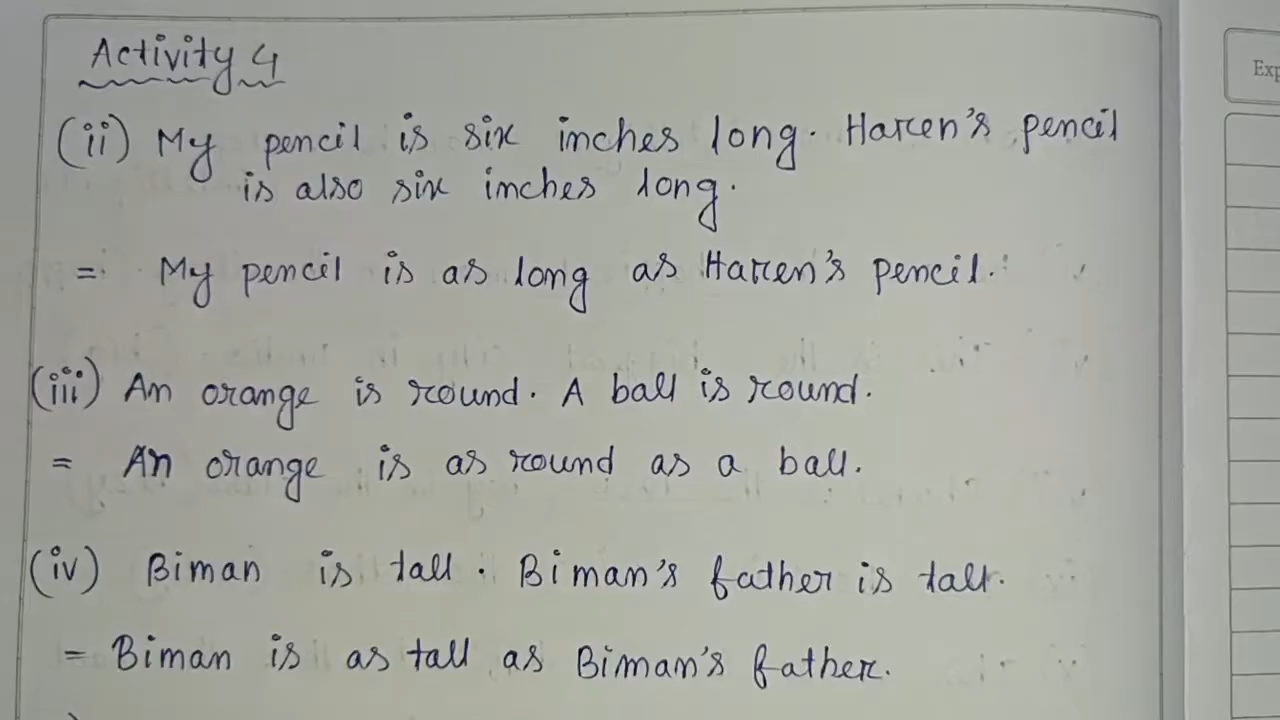 Activity 4
(ii) My pencil is six inches long. Haren's pencil
is also six inches long.
= My pencil is as long as Haren's pencil.
(iii) An orange is round. A ball is round.
= An orange is as round as a ball.
(iv) Biman is tall. Biman's father is tall.
= Biman is as tall as Biman's father.
Exp